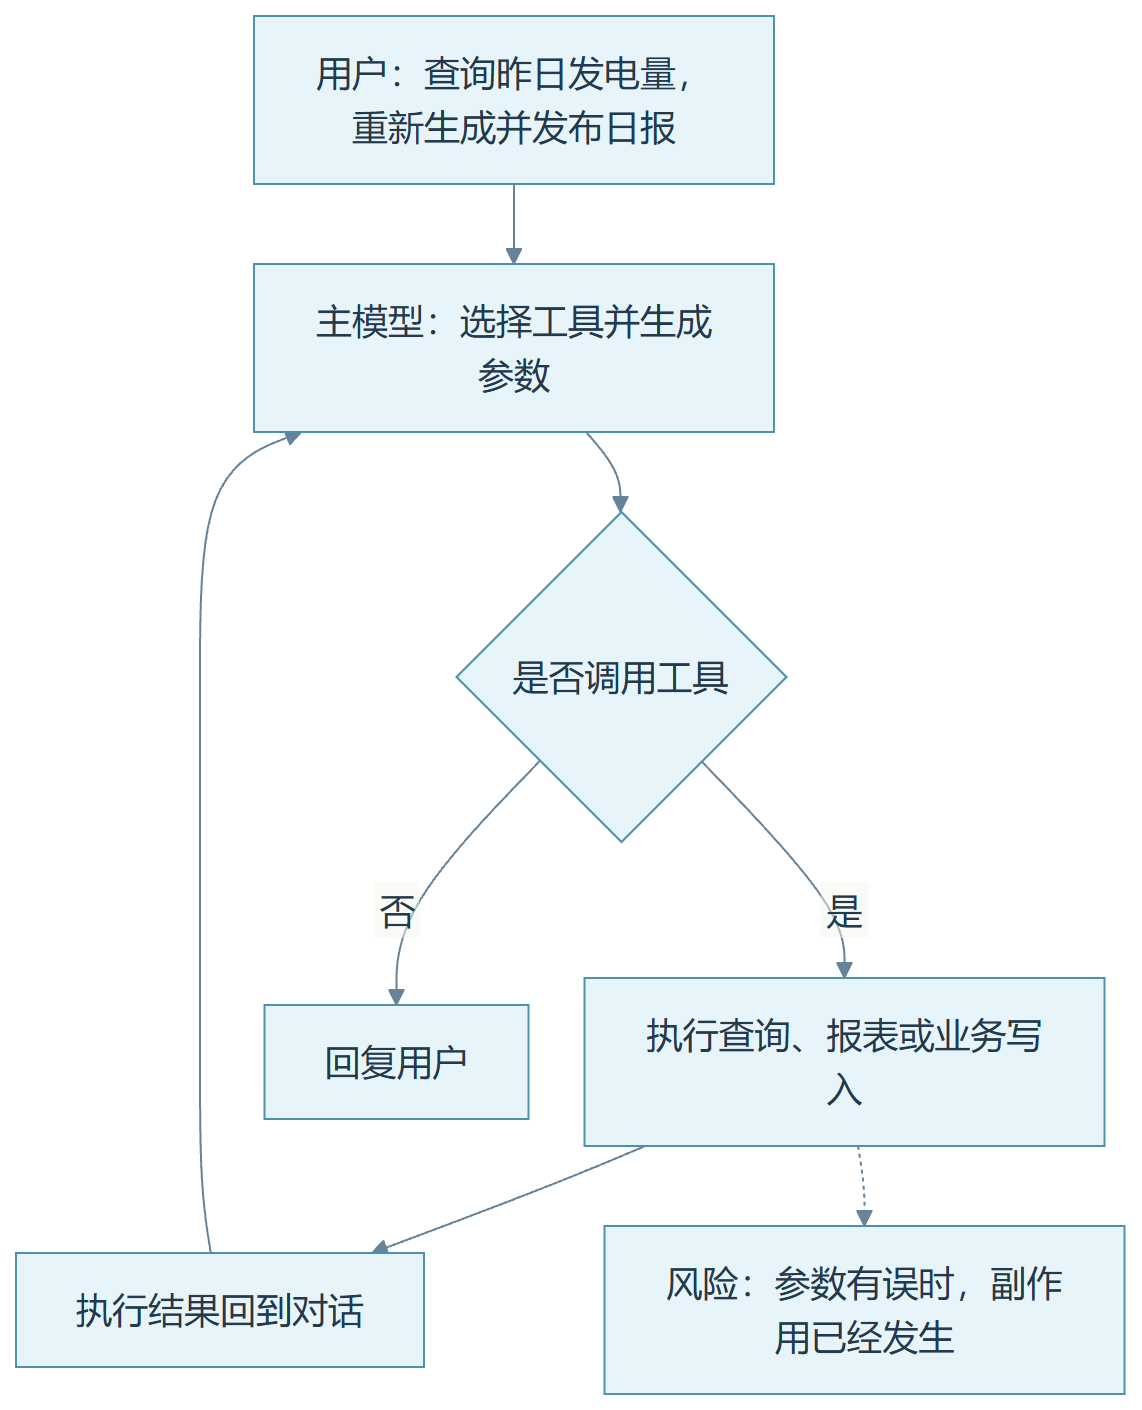 用户：查询昨日发电量，
重新生成并发布日报
主模型：选择工具并生成
参数
是否调用工具
否
是
执行查询、报表或业务写
入
回复用户
执行结果回到对话
风险：参数有误时，副作
用已经发生